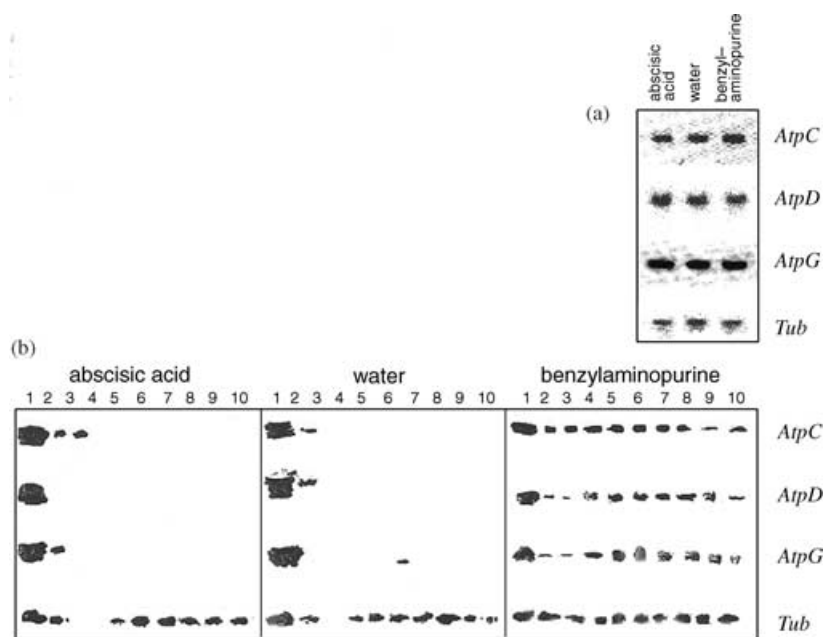 abscisic acid
water
benzyl–aminopurine
(a)
AtpC
AtpD
AtpG
Tub
(b)
abscisic acid water benzylaminopurine
1 2 3 4 5 6 7 8 9 10 1 2 3 4 5 6 7 8 9 10 1 2 3 4 5 6 7 8 9 10
AtpC
AtpD
AtpG
Tub